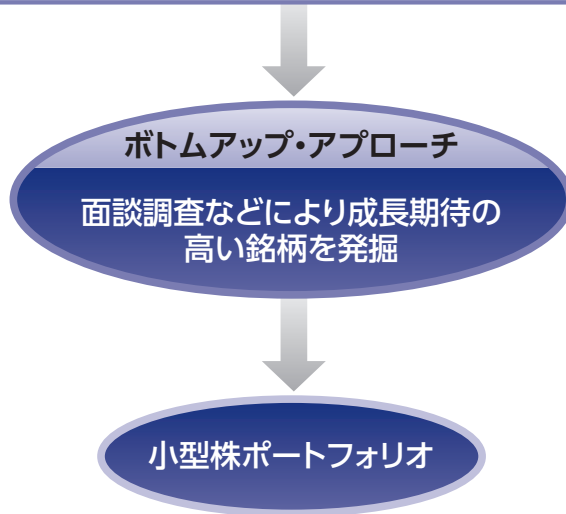 ボトムアップ・アプローチ
面談調査などにより成長期待の
高い銘柄を発掘
小型株ポートフォリオ